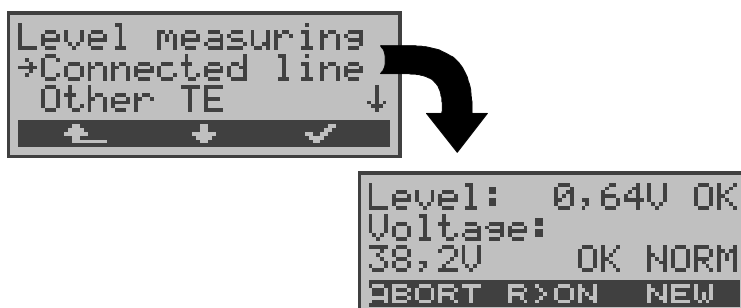 Level measuring
→Connected line
Other TE ↓
Level: 0,64V OK
Voltage:
38,2V OK NORM
ABORT R>ON NEW